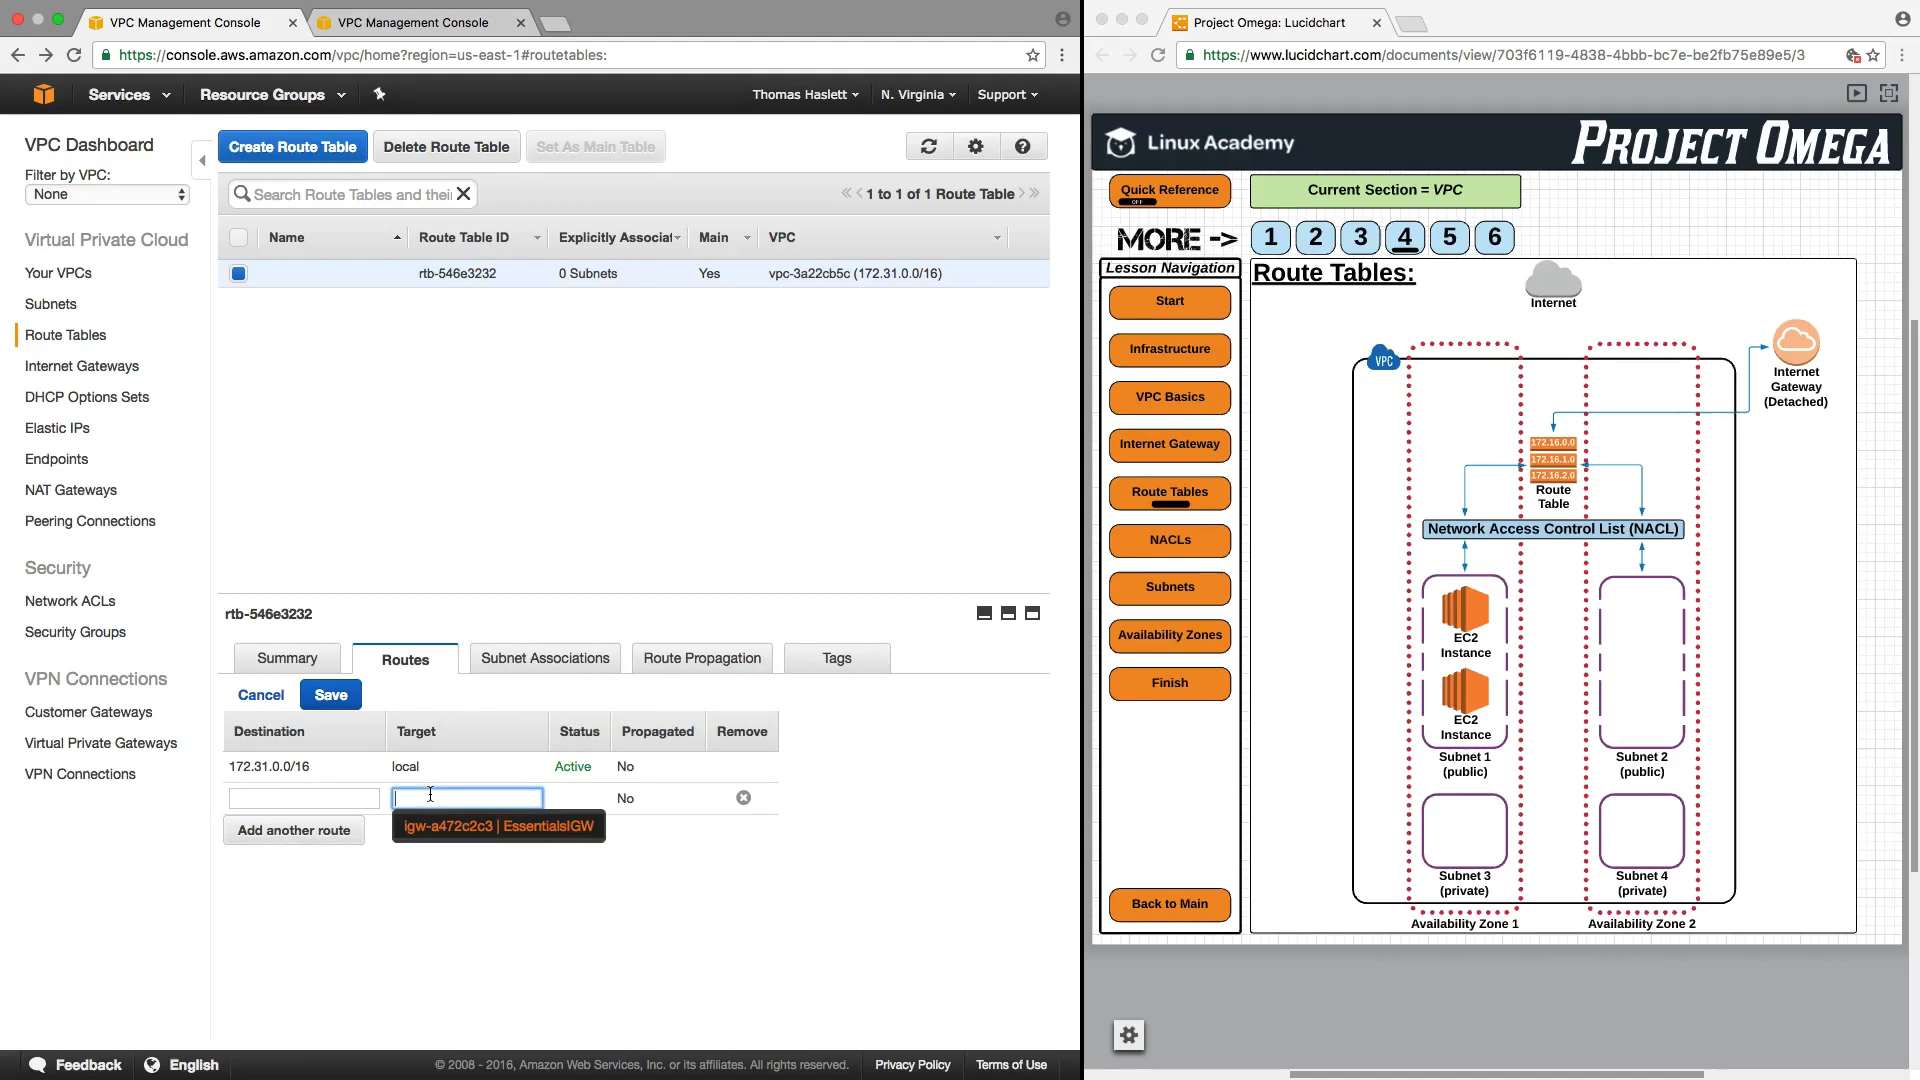 VPC Management Console
VPC Management Console
https://console.aws.amazon.com/vpc/home?region=us-east-1#routetables:
Services
Resource Groups
Thomas Haslett
N. Virginia
Support
VPC Dashboard
Filter by VPC:
None
Virtual Private Cloud
Your VPCs
Subnets
Route Tables
Internet Gateways
DHCP Options Sets
Elastic IPs
Endpoints
NAT Gateways
Peering Connections
Security
Network ACLs
Security Groups
VPN Connections
Customer Gateways
Virtual Private Gateways
VPN Connections
Create Route Table
Delete Route Table
Set As Main Table
Search Route Tables and thei
1 to 1 of 1 Route Table
Name
Route Table ID
Explicitly Associat
Main
VPC
rtb-546e3232
0 Subnets
Yes
vpc-3a22cb5c (172.31.0.0/16)
rtb-546e3232
Summary
Routes
Subnet Associations
Route Propagation
Tags
Cancel
Save
Destination
Target
Status
Propagated
Remove
172.31.0.0/16
local
Active
No
No
igw-a472c2c3 | EssentialsIGW
Add another route
Feedback
English
© 2008 - 2016, Amazon Web Services, Inc. or its affiliates. All rights reserved.
Privacy Policy
Terms of Use
Project Omega: Lucidchart
https://www.lucidchart.com/documents/view/703f6119-4838-4bbb-bc7e-be2fb75e89e5/3
Linux Academy
PROJECT OMEGA
Quick Reference
OFF
Current Section = VPC
MORE ->
1
2
3
4
5
6
Lesson Navigation
Start
Infrastructure
VPC Basics
Internet Gateway
Route Tables
NACLs
Subnets
Availability Zones
Finish
Back to Main
Route Tables:
Internet
VPC
Internet
Gateway
(Detached)
172.16.0.0
172.16.1.0
172.16.2.0
Route
Table
Network Access Control List (NACL)
EC2
Instance
EC2
Instance
Subnet 1
(public)
Subnet 2
(public)
Subnet 3
(private)
Subnet 4
(private)
Availability Zone 1
Availability Zone 2